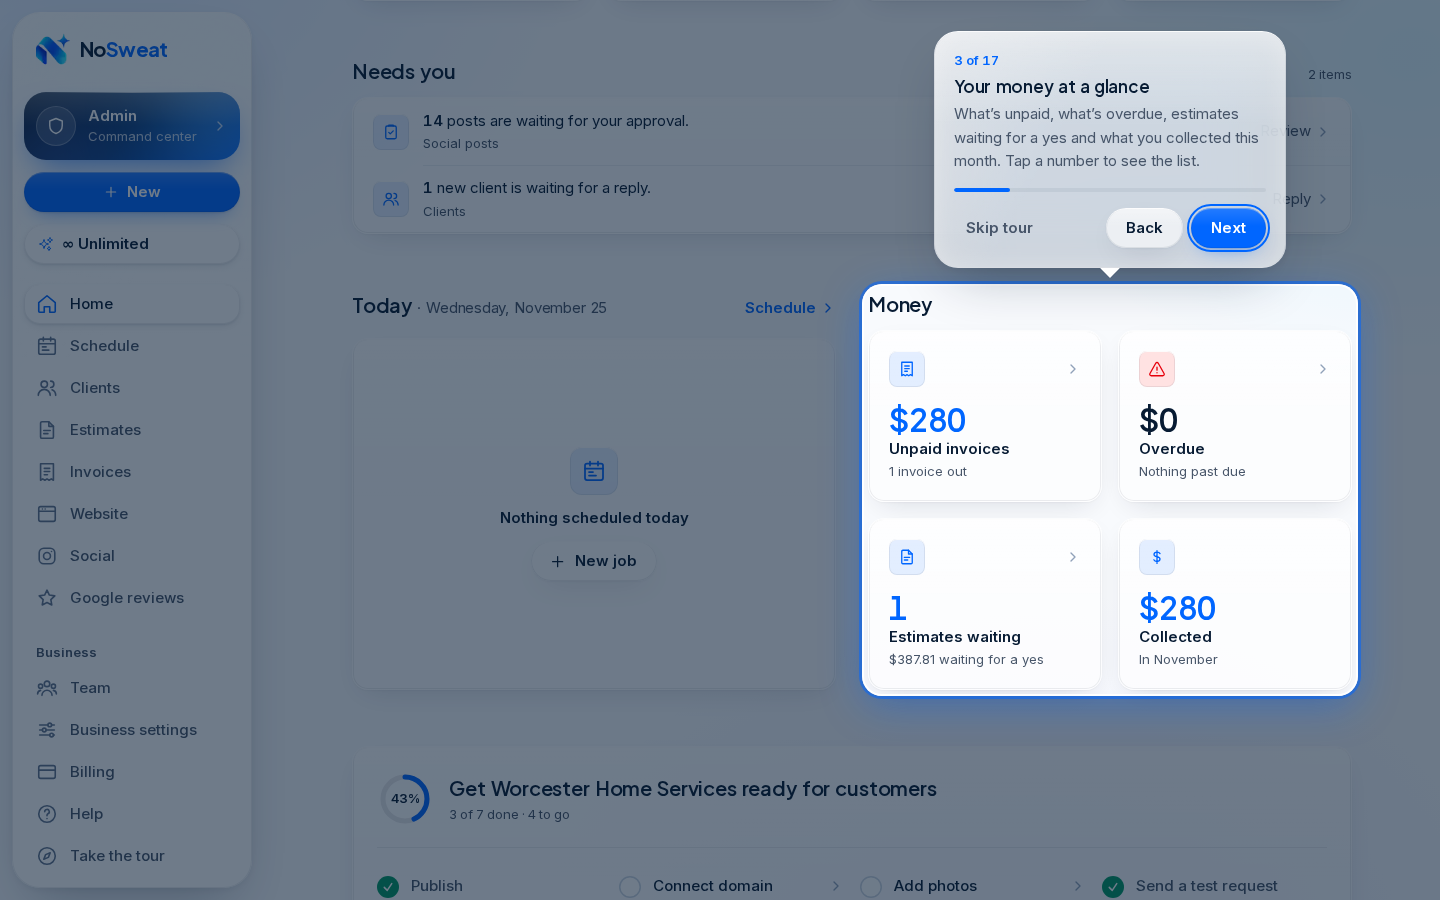 NoSweat
Admin
Command center
New
∞ Unlimited
Home
Schedule
Clients
Estimates
Invoices
Website
Social
Google reviews
Business
Team
Business settings
Billing
Help
Take the tour
Needs you
2 items
14 posts are waiting for your approval.
Social posts
Review
1 new client is waiting for a reply.
Clients
Reply
3 of 17
Your money at a glance
What’s unpaid, what’s overdue, estimates
waiting for a yes and what you collected this
month. Tap a number to see the list.
Skip tour
Back
Next
Today · Wednesday, November 25
Schedule
Nothing scheduled today
New job
Money
$280
Unpaid invoices
1 invoice out
$0
Overdue
Nothing past due
1
Estimates waiting
$387.81 waiting for a yes
$
$280
Collected
In November
43%
Get Worcester Home Services ready for customers
3 of 7 done · 4 to go
Publish
Connect domain
Add photos
Send a test request